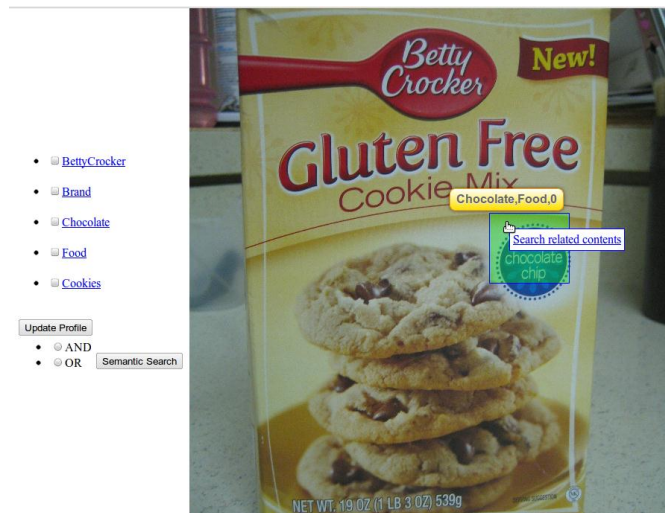 BettyCrocker
Brand
Chocolate
Food
Cookies
Update Profile
AND
OR
Semantic Search
Betty
Crocker
New!
Gluten Free
Cookie Mix
Chocolate,Food,0
Search related contents
chocolate
chip
NET WT. 19 OZ (1 LB 3 OZ) 539g